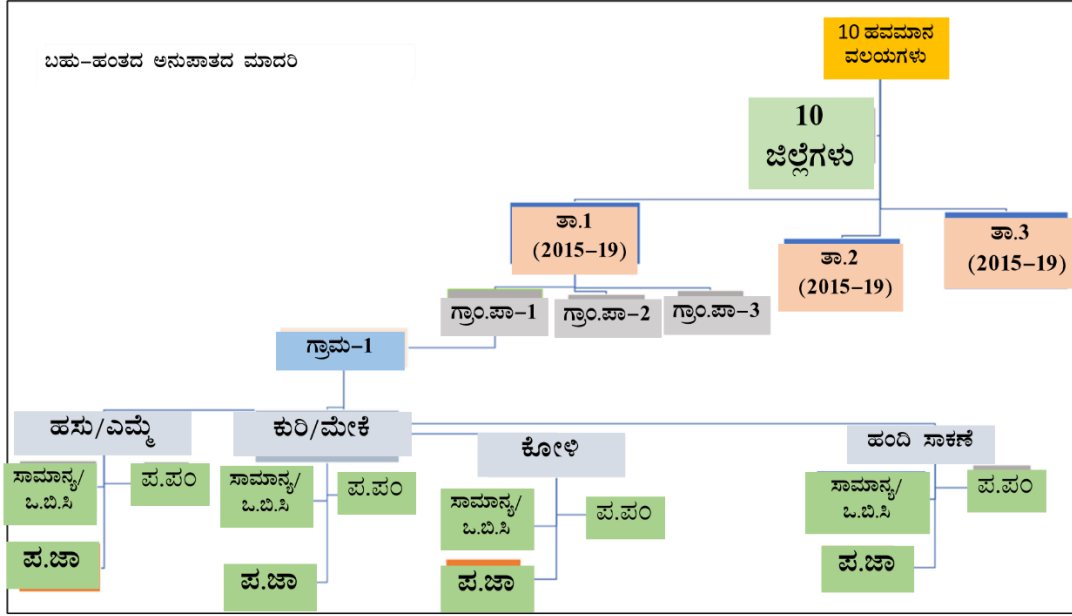 10 ಹವಮಾನ
ವಲಯಗಳು
ಬಹು-ಹಂತದ ಅನುಪಾತದ ಮಾದರಿ
10
ಜಿಲ್ಲೆಗಳು
ತಾ.1
(2015-19)
ತಾ.2
(2015-19)
ತಾ.3
(2015-19)
ಗ್ರಾಂ.ಪಾ-1
ಗ್ರಾಂ.ಪಾ-2
ಗ್ರಾಂ.ಪಾ-3
ಗ್ರಾಮ-1
ಹಸು/ಎಮ್ಮೆ
ಕುರಿ/ಮೇಕೆ
ಕೋಳಿ
ಹಂದಿ ಸಾಕಣೆ
ಸಾಮಾನ್ಯ/
ಒ.ಬಿ.ಸಿ
ಪ.ಪಂ
ಪ.ಜಾ
ಸಾಮಾನ್ಯ/
ಒ.ಬಿ.ಸಿ
ಪ.ಪಂ
ಪ.ಜಾ
ಸಾಮಾನ್ಯ/
ಒ.ಬಿ.ಸಿ
ಪ.ಪಂ
ಪ.ಜಾ
ಸಾಮಾನ್ಯ/
ಒ.ಬಿ.ಸಿ
ಪ.ಪಂ
ಪ.ಜಾ